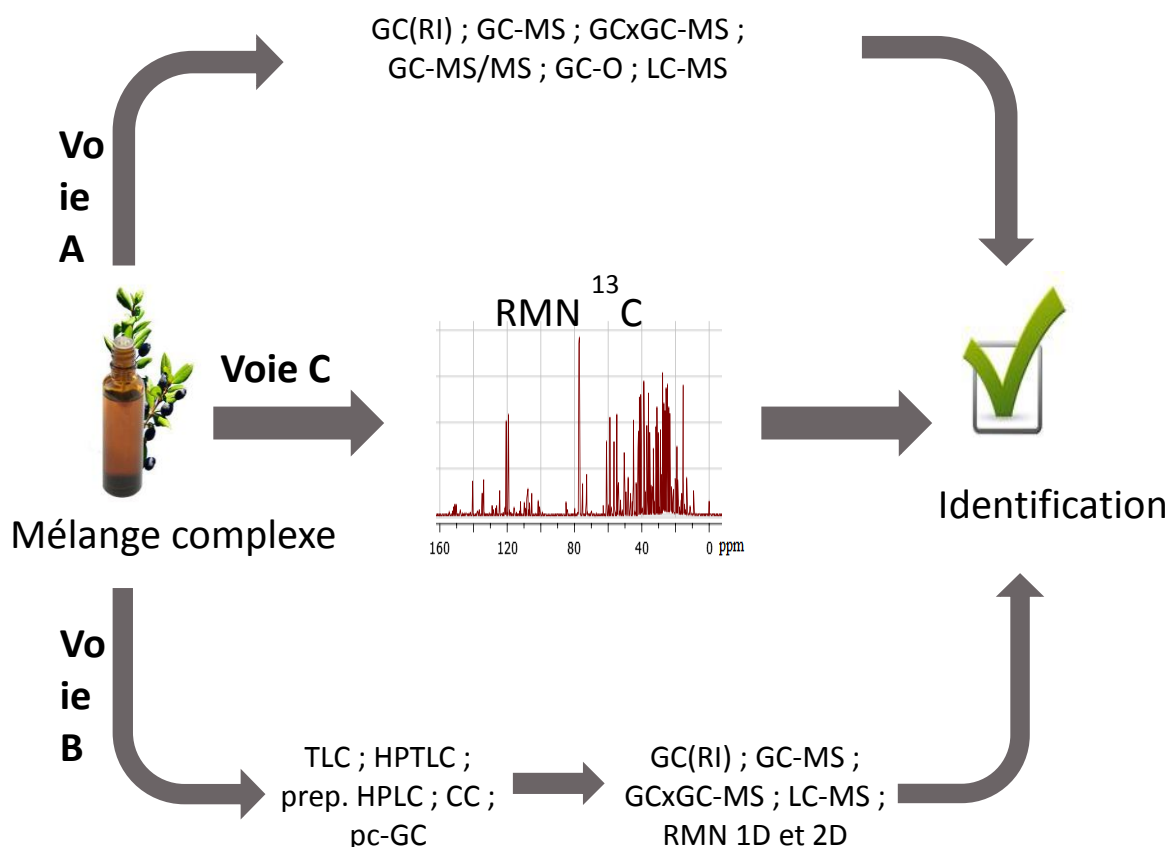 GC(RI) ; GC-MS ; GCxGC-MS ;
GC-MS/MS ; GC-O ; LC-MS
Vo
ie
A
RMN 13C
Voie C
160 120 80 40 0 ppm
Mélange complexe
Identification
Vo
ie
B
TLC ; HPTLC ;
prep. HPLC ; CC ;
pc-GC
GC(RI) ; GC-MS ;
GCxGC-MS ; LC-MS ;
RMN 1D et 2D